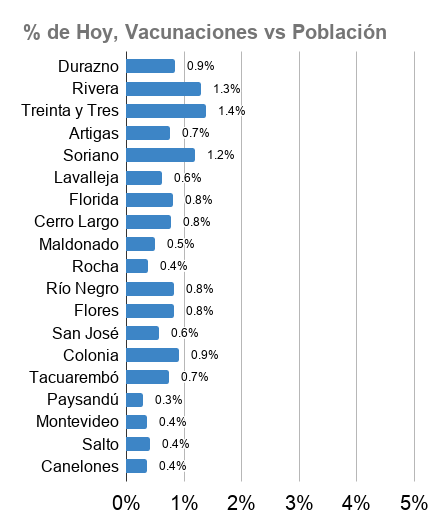 % de Hoy, Vacunaciones vs Población
Durazno 0.9%
Rivera 1.3%
Treinta y Tres 1.4%
Artigas 0.7%
Soriano 1.2%
Lavalleja 0.6%
Florida 0.8%
Cerro Largo 0.8%
Maldonado 0.5%
Rocha 0.4%
Río Negro 0.8%
Flores 0.8%
San José 0.6%
Colonia 0.9%
Tacuarembó 0.7%
Paysandú 0.3%
Montevideo 0.4%
Salto 0.4%
Canelones 0.4%
0% 1% 2% 3% 4% 5%